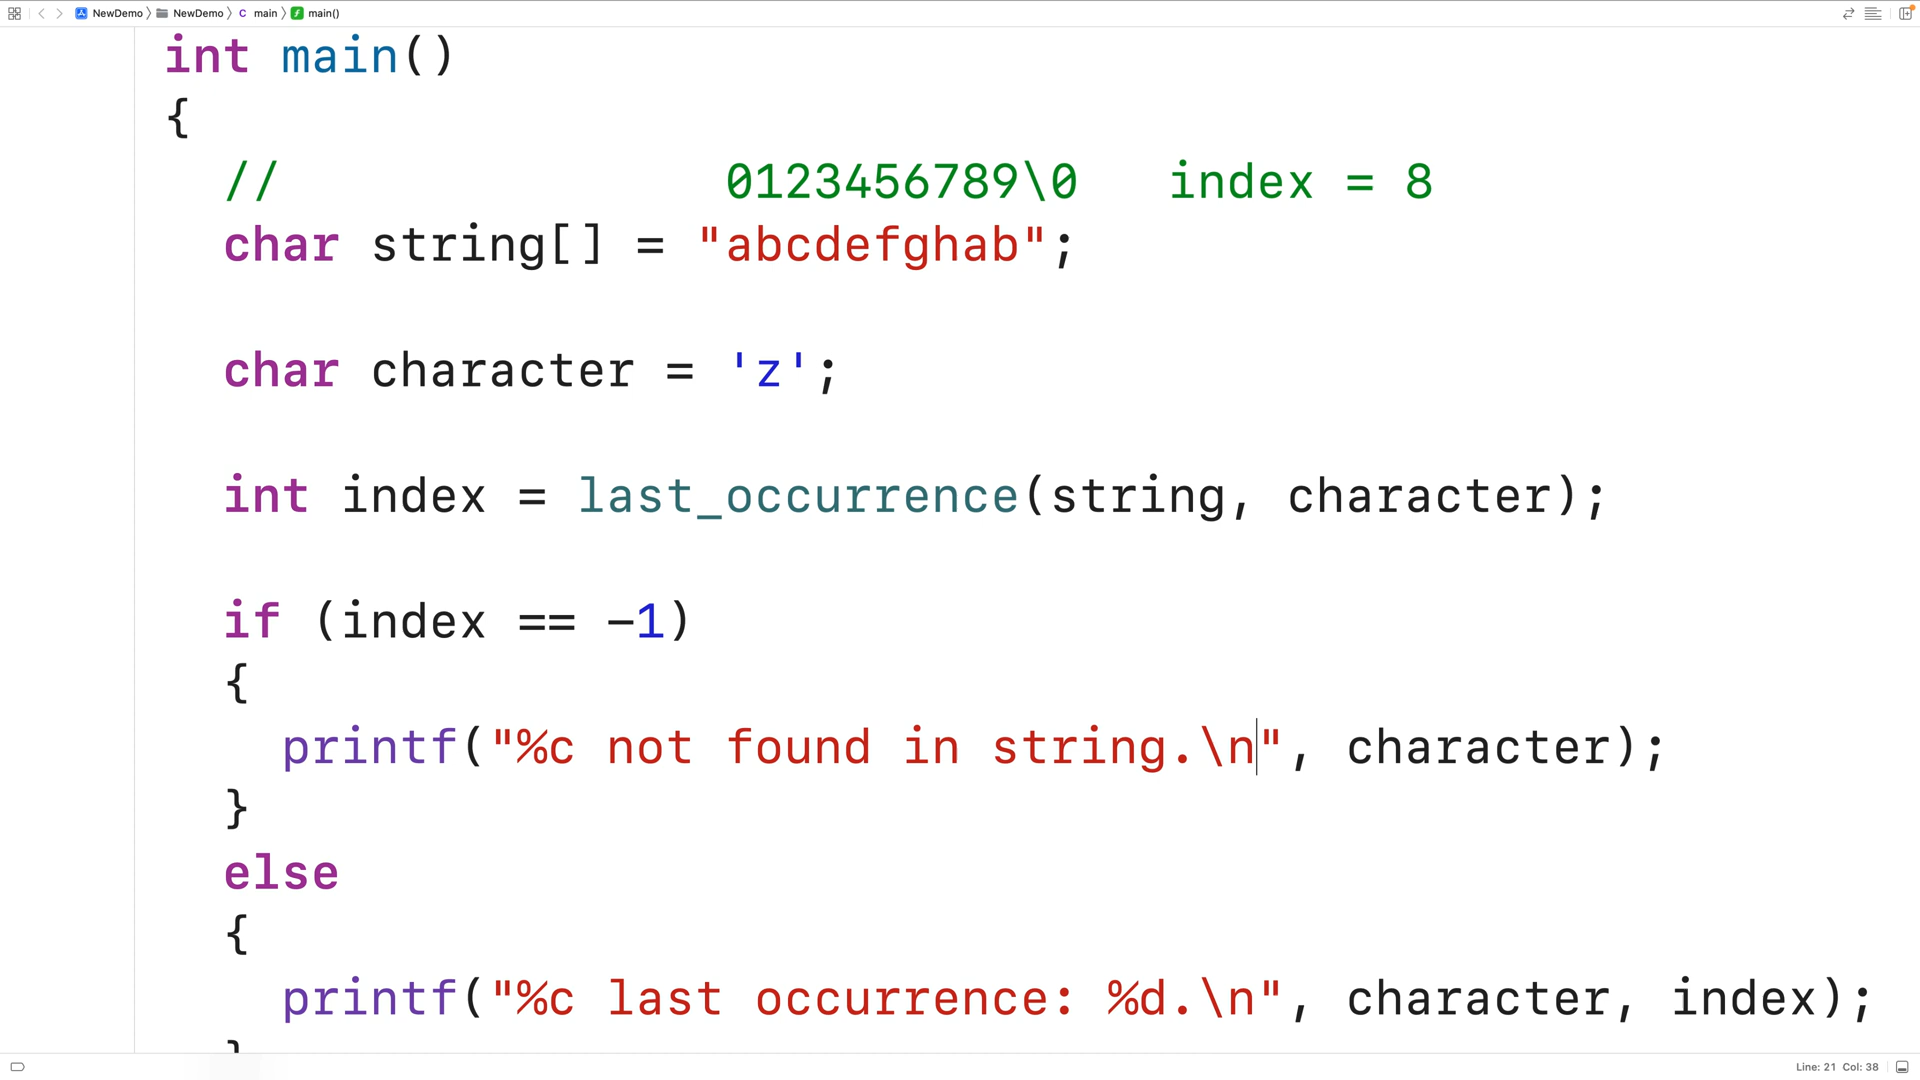 NewDemo NewDemo C main f main()
int main()
{
// 0123456789\0 index = 8
char string[] = "abcdefghab";
char character = 'z';
int index = last_occurrence(string, character);
if (index == -1)
{
printf("%c not found in string.\n", character);
}
else
{
printf("%c last occurrence: %d.\n", character, index);
}
Line: 21 Col: 38